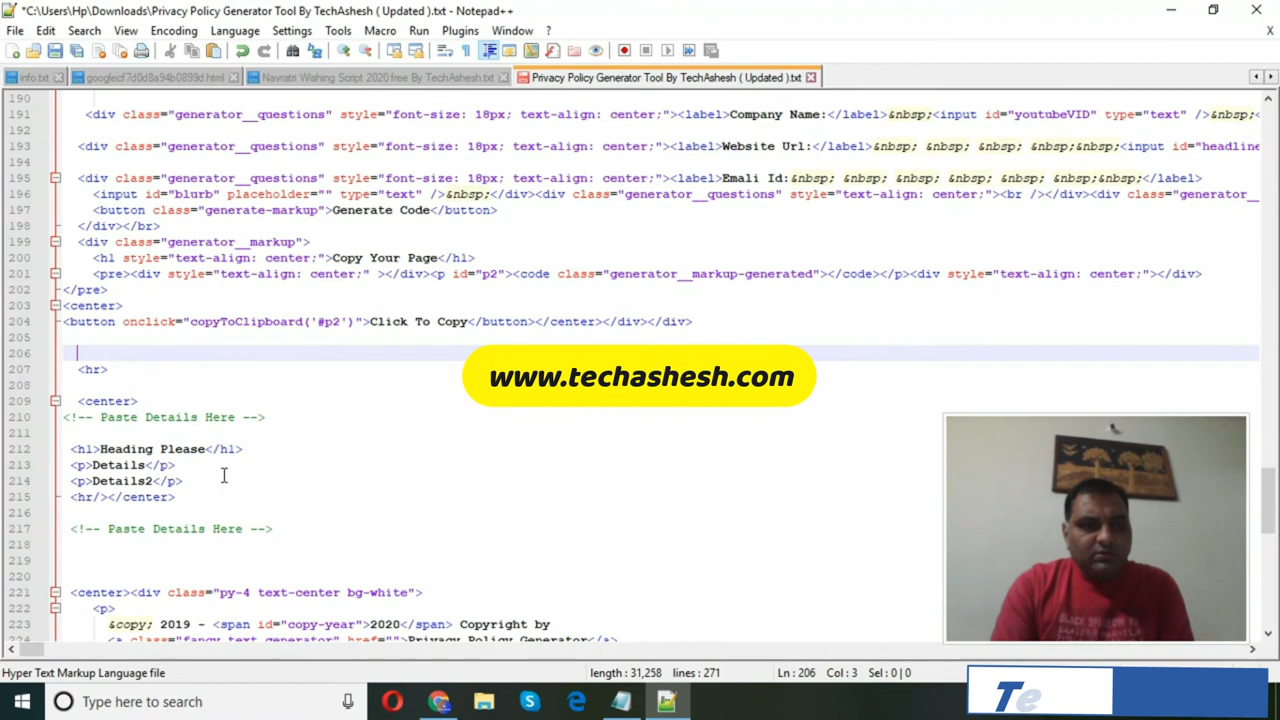 *C:\Users\Hp\Downloads\Privacy Policy Generator Tool By TechAshesh ( Updated ).txt - Notepad++
File Edit Search View Encoding Language Settings Tools Macro Run Plugins Window ?
X
info.txt googlecf7d0d8a94b0899d.html Navratri Wishing Script 2020 free By TechAshesh.txt Privacy Policy Generator Tool By TechAshesh ( Updated ).txt
190
191 <div class="generator__questions" style="font-size: 18px; text-align: center;"><label>Company Name:</label>&nbsp;<input id="youtubeVID" type="text" />&nbsp;<
192
193 <div class="generator__questions" style="font-size: 18px; text-align: center;"><label>Website Url:</label>&nbsp; &nbsp; &nbsp; &nbsp;&nbsp;<input id="headline
194
195 <div class="generator__questions" style="font-size: 18px; text-align: center;"><label>Emali Id:&nbsp; &nbsp; &nbsp; &nbsp; &nbsp;&nbsp;</label>
196 <input id="blurb" placeholder="" type="text" />&nbsp;</div><div class="generator__questions" style="text-align: center;"><br /></div><div class="generator_
197 <button class="generate-markup">Generate Code</button>
198 </div></br>
199 <div class="generator__markup">
200 <h1 style="text-align: center;">Copy Your Page</h1>
201 <pre><div style="text-align: center;" ></div><p id="p2"><code class="generator__markup-generated"></code></p><div style="text-align: center;"></div>
202 </pre>
203 <center>
204 <button onclick="copyToClipboard('#p2')">Click To Copy</button></center></div></div>
205
206
www.techashesh.com
207 <hr>
208
209 <center>
210 <!-- Paste Details Here -->
211
212 <h1>Heading Please</h1>
213 <p>Details</p>
214 <p>Details2</p>
215 <hr/></center>
216
217 <!-- Paste Details Here -->
218
219
220
221 <center><div class="py-4 text-center bg-white">
222 <p>
223 &copy; 2019 - <span id="copy-year">2020</span> Copyright by
224 <a class="fancy text generator" href="">Privacy Policy Generator</a>
Hyper Text Markup Language file length : 31,258 lines : 271 Ln : 206 Col : 3 Sel : 0 | 0
Type here to search
Te